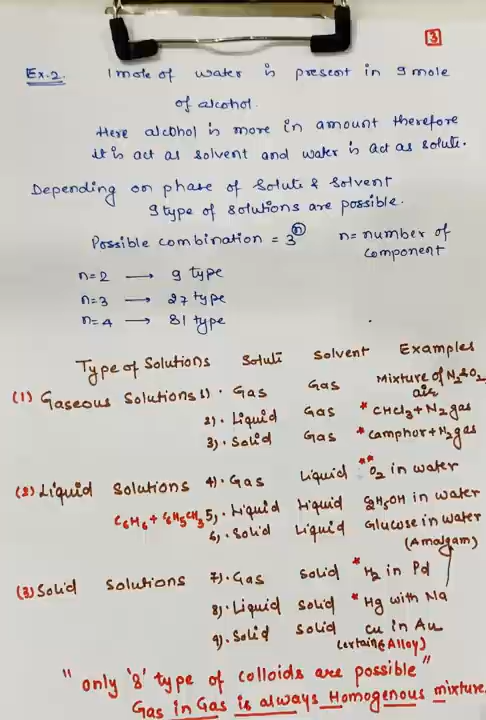 3
Ex.2. 1 mole of water is present in 9 mole
of alcohol.
Here alcohol is more in amount therefore
it is act as solvent and water is act as solute.
Depending on phase of solute & solvent
9 type of solutions are possible.
Possible combination = 3^n n = number of component
n=2 → 9 type
n=3 → 27 type
n=4 → 81 type
Type of Solutions Solute Solvent Examples
(1) Gaseous Solutions 1). Gas Gas Mixture of N2 & O2 air
2). Liquid Gas *CHCl3 + N2 gas
3). Solid Gas *camphor + N2 gas
(2) Liquid Solutions 4). Gas Liquid **O2 in water
C6H6 + C6H5CH3 5). Liquid Liquid C2H5OH in water
6). Solid Liquid Glucose in water
(Amalgam)
(3) Solid Solutions 7). Gas solid *H2 in Pd
8). Liquid solid *Hg with Na
9). Solid solid Cu in Au
(certain Alloy)
"only '8' type of colloids are possible"
Gas in Gas is always Homogenous mixture.